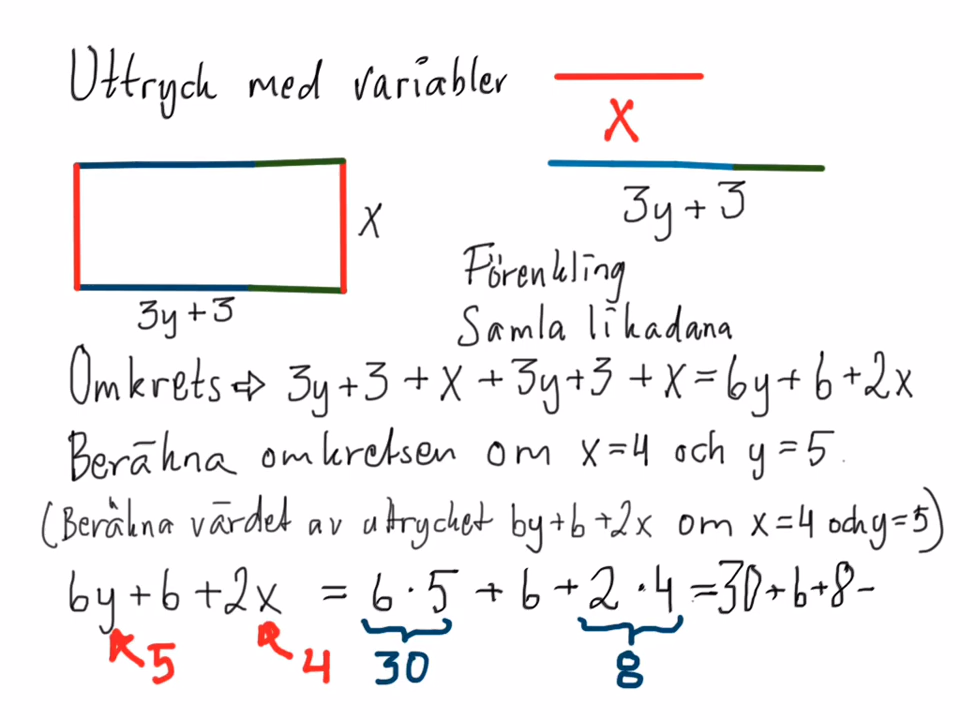 Uttryck med variabler
X
3y + 3
X
3y + 3
Förenkling
Samla likadana
Omkrets ⇨ 3y + 3 + x + 3y + 3 + x = 6y + 6 + 2x
Beräkna omkretsen om x = 4 och y = 5.
(Beräkna värdet av uttrycket 6y + 6 + 2x om x = 4 och y = 5)
6y + 6 + 2x = 6 · 5 + 6 + 2 · 4 = 30 + 6 + 8 -
5 4 30 8